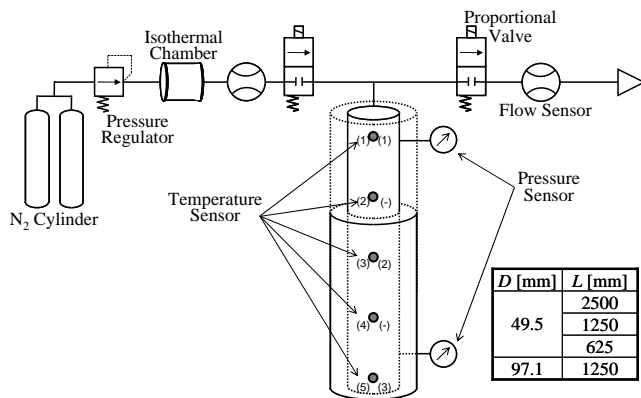 Proportional
Valve
Isothermal
Chamber
Pressure
Regulator
Flow Sensor
N2 Cylinder
Temperature
Sensor
Pressure
Sensor
(1) (1)
(2) (-)
(3) (2)
(4) (-)
(5) (3)
D [mm] L [mm]
49.5 2500
1250
625
97.1 1250